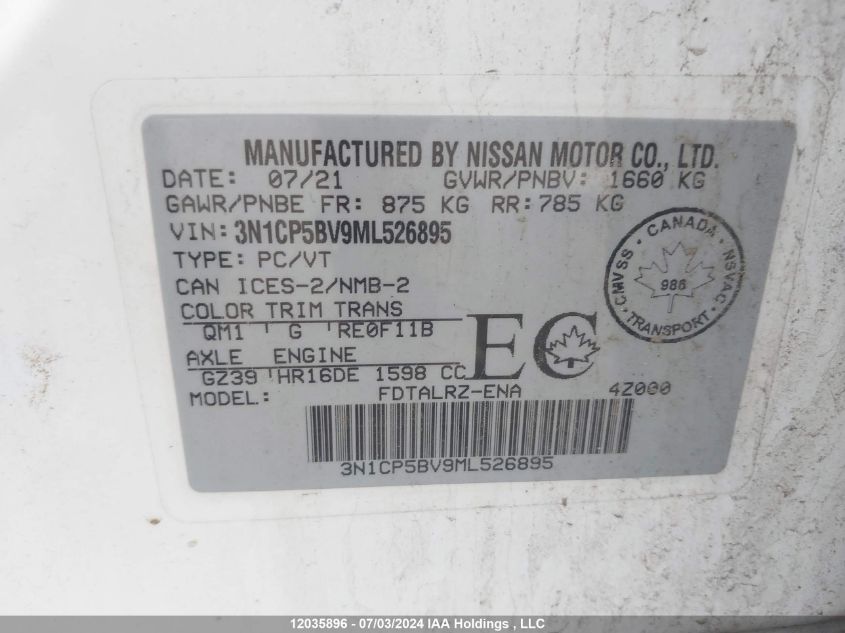 MANUFACTURED BY NISSAN MOTOR CO., LTD.
DATE: 07/21 GVWR/PNBV: 1660 KG
GAWR/PNBE FR: 875 KG RR: 785 KG
VIN: 3N1CP5BV9ML526895
TYPE: PC/VT
CAN ICES-2/NMB-2
COLOR TRIM TRANS
QM1 G RE0F11B
AXLE ENGINE
GZ39 HR16DE 1598 CC
MODEL: FDTALRZ-ENA 4Z000
3N1CP5BV9ML526895
EC
CANADA
CMVSS NSVAC
986
TRANSPORT
12035896 - 07/03/2024 IAA Holdings , LLC